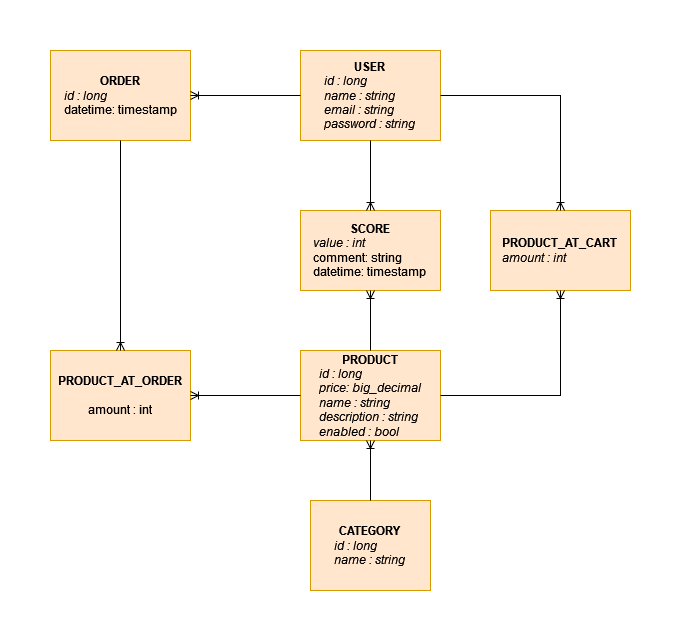 ORDER
id : long
datetime: timestamp
USER
id : long
name : string
email : string
password : string
SCORE
value : int
comment: string
datetime: timestamp
PRODUCT_AT_CART
amount : int
PRODUCT_AT_ORDER
amount : int
PRODUCT
id : long
price: big_decimal
name : string
description : string
enabled : bool
CATEGORY
id : long
name : string